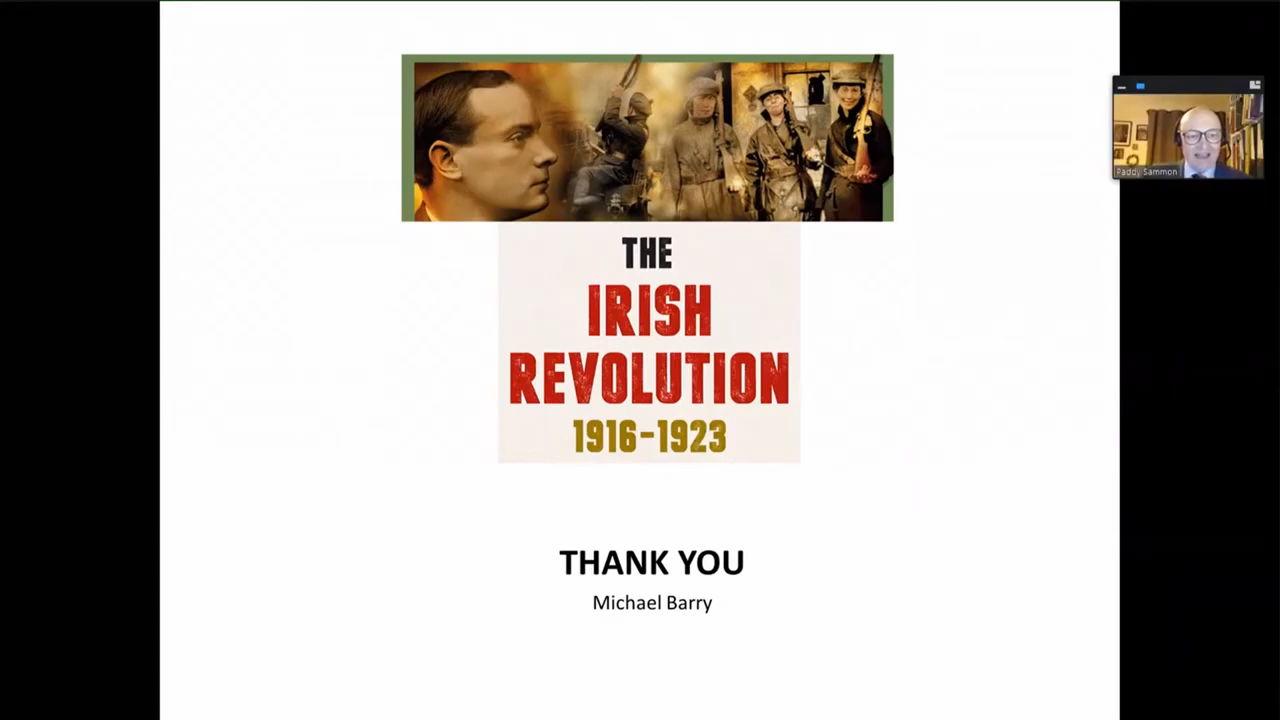 THE
IRISH
REVOLUTION
1916-1923
THANK YOU
Michael Barry
Paddy Sammon